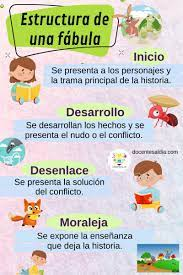 Estructura de
una fábula
Inicio
Se presenta a los personajes y
la trama principal de la historia.
Desarrollo
Se desarrollan los hechos y se
presenta el nudo o el conflicto.
docentesaldia.com
Desenlace
Se presenta la solución
del conflicto.
Moraleja
Se expone la enseñanza
que deja la historia.